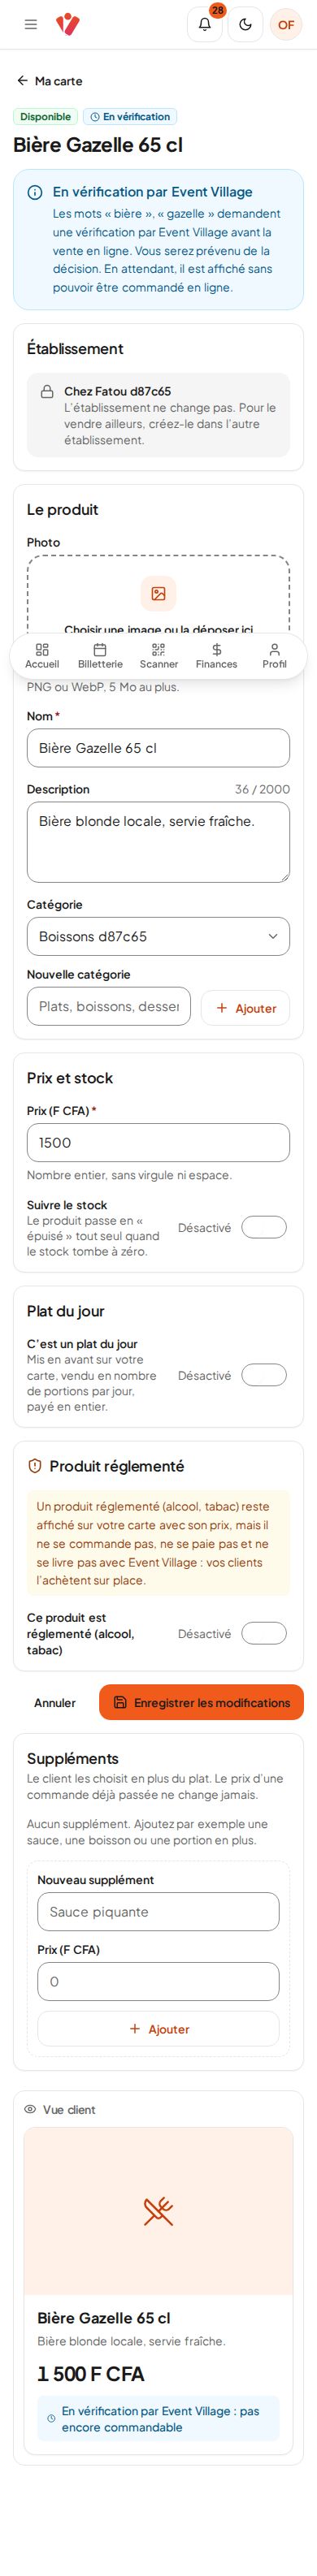 28
OF
Ma carte
Disponible
En vérification
Bière Gazelle 65 cl
En vérification par Event Village
Les mots « bière », « gazelle » demandent
une vérification par Event Village avant la
vente en ligne. Vous serez prévenu de la
décision. En attendant, il est affiché sans
pouvoir être commandé en ligne.
Établissement
Chez Fatou d87c65
L'établissement ne change pas. Pour le
vendre ailleurs, créez-le dans l'autre
établissement.
Le produit
Photo
Choisir une image ou la déposer ici
Accueil
Billetterie
Scanner
Finances
Profil
PNG ou WebP, 5 Mo au plus.
Nom *
Bière Gazelle 65 cl
Description
36 / 2000
Bière blonde locale, servie fraîche.
Catégorie
Boissons d87c65
Nouvelle catégorie
Plats, boissons, desser
Ajouter
Prix et stock
Prix (F CFA) *
1500
Nombre entier, sans virgule ni espace.
Suivre le stock
Le produit passe en «
épuisé » tout seul quand
le stock tombe à zéro.
Désactivé
Plat du jour
C'est un plat du jour
Mis en avant sur votre
carte, vendu en nombre
de portions par jour,
payé en entier.
Désactivé
Produit réglementé
Un produit réglementé (alcool, tabac) reste
affiché sur votre carte avec son prix, mais il
ne se commande pas, ne se paie pas et ne
se livre pas avec Event Village : vos clients
l'achètent sur place.
Ce produit est
réglementé (alcool,
tabac)
Désactivé
Annuler
Enregistrer les modifications
Suppléments
Le client les choisit en plus du plat. Le prix d'une
commande déjà passée ne change jamais.
Aucun supplément. Ajoutez par exemple une
sauce, une boisson ou une portion en plus.
Nouveau supplément
Sauce piquante
Prix (F CFA)
0
Ajouter
Vue client
Bière Gazelle 65 cl
Bière blonde locale, servie fraîche.
1 500 F CFA
En vérification par Event Village : pas
encore commandable